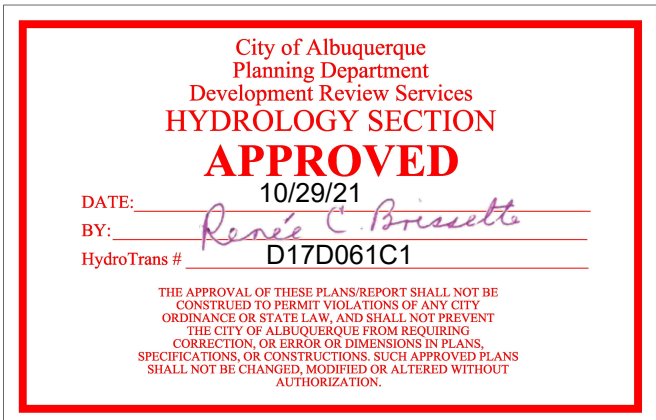 City of Albuquerque
Planning Department
Development Review Services
HYDROLOGY SECTION
APPROVED
DATE: 10/29/21
BY: Renée C. Brissette
HydroTrans # D17D061C1
THE APPROVAL OF THESE PLANS/REPORT SHALL NOT BE
CONSTRUED TO PERMIT VIOLATIONS OF ANY CITY
ORDINANCE OR STATE LAW, AND SHALL NOT PREVENT
THE CITY OF ALBUQUERQUE FROM REQUIRING
CORRECTION, OR ERROR OR DIMENSIONS IN PLANS,
SPECIFICATIONS, OR CONSTRUCTIONS. SUCH APPROVED PLANS
SHALL NOT BE CHANGED, MODIFIED OR ALTERED WITHOUT
AUTHORIZATION.